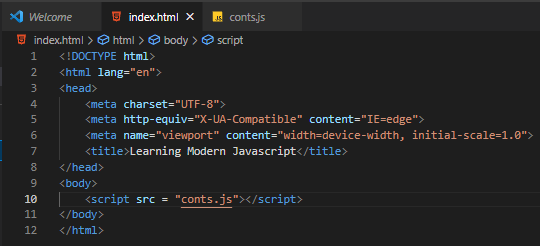 Welcome index.html × conts.js
index.html > html > body > script
1 <!DOCTYPE html>
2 <html lang="en">
3 <head>
4 <meta charset="UTF-8">
5 <meta http-equiv="X-UA-Compatible" content="IE=edge">
6 <meta name="viewport" content="width=device-width, initial-scale=1.0">
7 <title>Learning Modern Javascript</title>
8 </head>
9 <body>
10 <script src = "conts.js"></script>
11 </body>
12 </html>